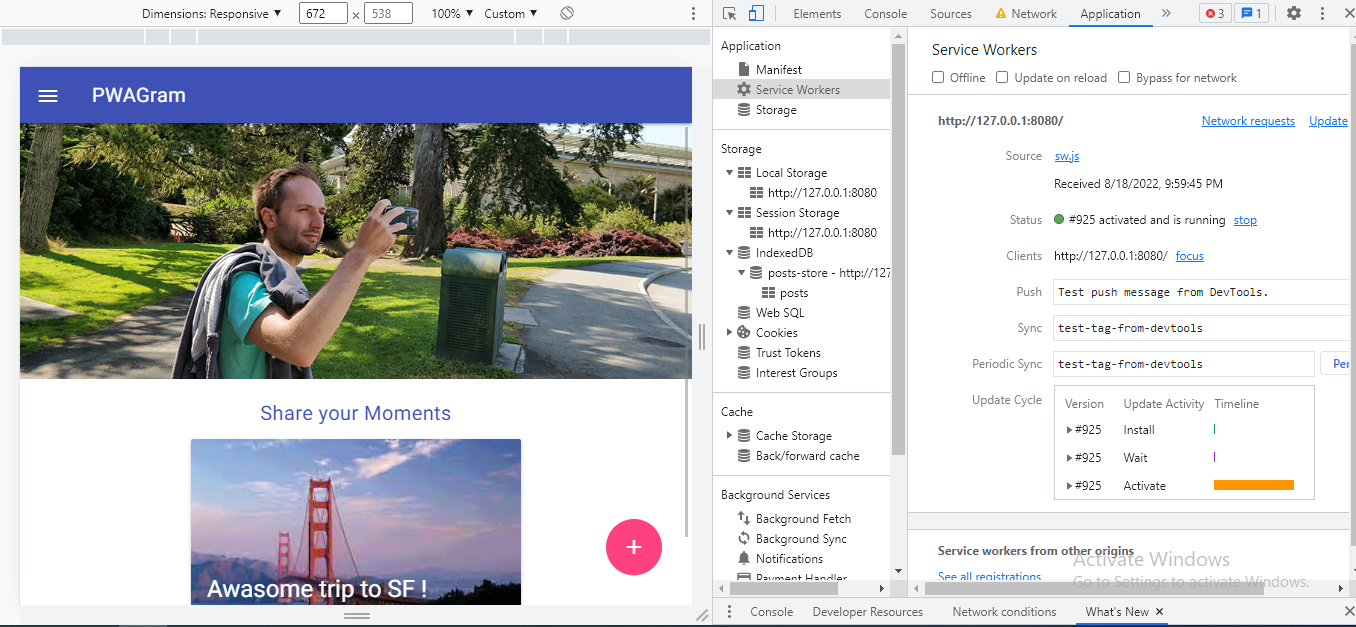 Dimensions: Responsive ▼ 672 × 538 100% ▼ Custom ▼
Elements Console Sources Network Application » 3 1
PWAGram
Share your Moments
Awasome trip to SF !
+
Application
Manifest
Service Workers
Storage
Storage
Local Storage
http://127.0.0.1:8080
Session Storage
http://127.0.0.1:8080
IndexedDB
posts-store - http://127
posts
Web SQL
Cookies
Trust Tokens
Interest Groups
Cache
Cache Storage
Back/forward cache
Background Services
Background Fetch
Background Sync
Notifications
Payment Handler
Service Workers
Offline Update on reload Bypass for network
http://127.0.0.1:8080/ Network requests Update
Source sw.js
Received 8/18/2022, 9:59:45 PM
Status #925 activated and is running stop
Clients http://127.0.0.1:8080/ focus
Push Test push message from DevTools.
Sync test-tag-from-devtools
Periodic Sync test-tag-from-devtools Per
Update Cycle Version Update Activity Timeline
#925 Install
#925 Wait
#925 Activate
Service workers from other origins
See all registrations
Activate Windows
Go to Settings to activate Windows.
Console Developer Resources Network conditions What's New ×